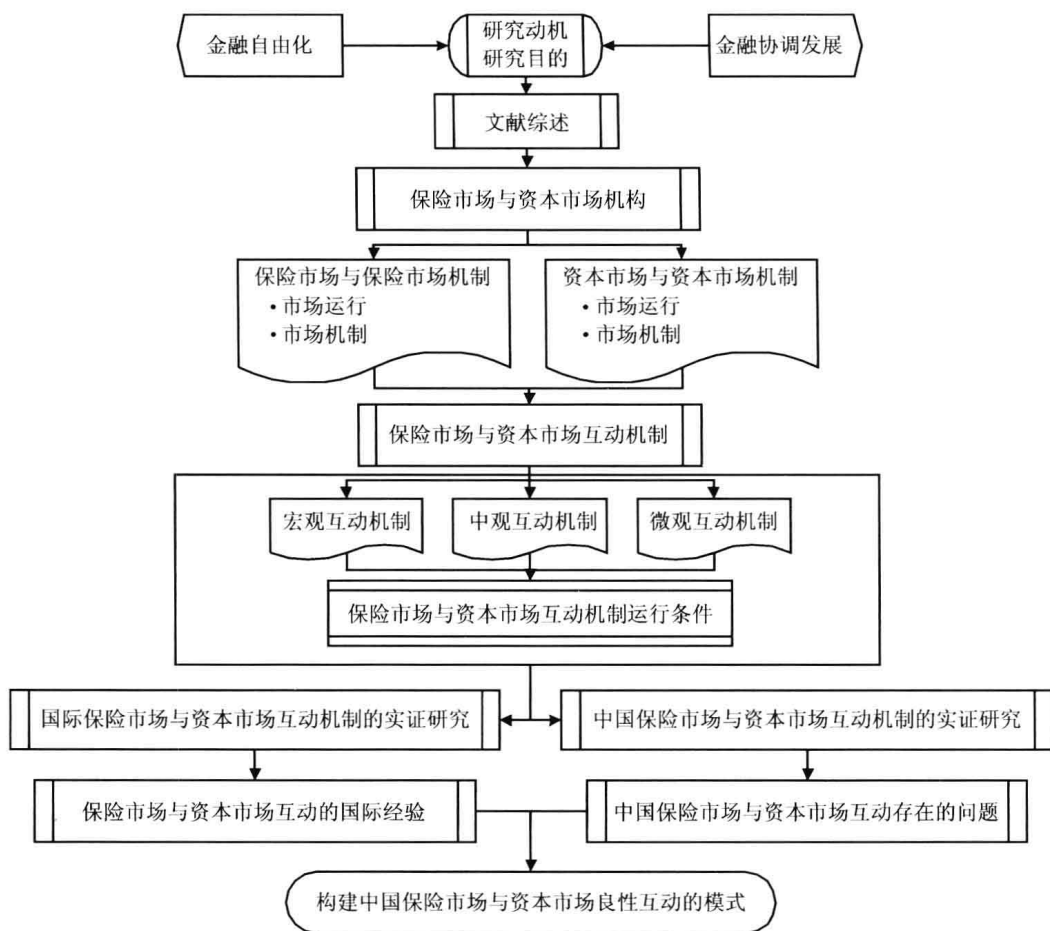 金融自由化
研究动机
研究目的
金融协调发展
文献综述
保险市场与资本市场机构
保险市场与保险市场机制
• 市场运行
• 市场机制
资本市场与资本市场机制
• 市场运行
• 市场机制
保险市场与资本市场互动机制
宏观互动机制
中观互动机制
微观互动机制
保险市场与资本市场互动机制运行条件
国际保险市场与资本市场互动机制的实证研究
中国保险市场与资本市场互动机制的实证研究
保险市场与资本市场互动的国际经验
中国保险市场与资本市场互动存在的问题
构建中国保险市场与资本市场良性互动的模式